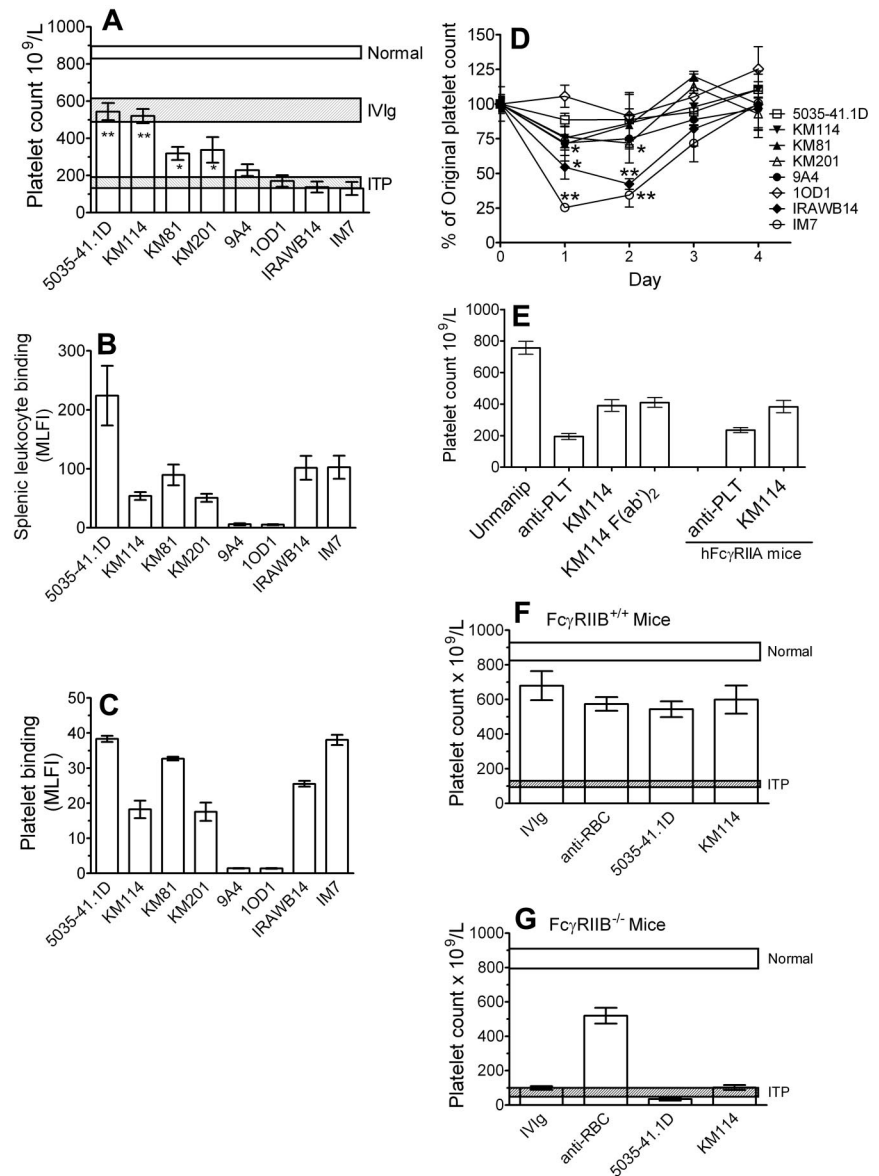 A
Platelet count 10^9/L
1000
900
800
700
600
500
400
300
200
100
0
Normal
IVIg
ITP
** ** * *
5035-41.1D KM114 KM81 KM201 9A4 1OD1 IRAWB14 IM7
B
Splenic leukocyte binding
(MLFI)
300
200
100
0
5035-41.1D KM114 KM81 KM201 9A4 1OD1 IRAWB14 IM7
C
Platelet binding
(MLFI)
50
40
30
20
10
0
5035-41.1D KM114 KM81 KM201 9A4 1OD1 IRAWB14 IM7
D
% of Original platelet count
150
125
100
75
50
25
0
* *
*
**
** **
0 1 2 3 4
Day
5035-41.1D
KM114
KM81
KM201
9A4
1OD1
IRAWB14
IM7
E
Platelet count 10^9/L
1000
800
600
400
200
0
Unmanip anti-PLT KM114 KM114 F(ab')2 anti-PLT KM114
hFcγRIIA mice
F FcγRIIB+/+ Mice
Platelet count x 10^9/L
1000
800
600
400
200
0
Normal
ITP
IVIg anti-RBC 5035-41.1D KM114
G FcγRIIB-/- Mice
Platelet count x 10^9/L
1000
800
600
400
200
0
Normal
ITP
IVIg anti-RBC 5035-41.1D KM114